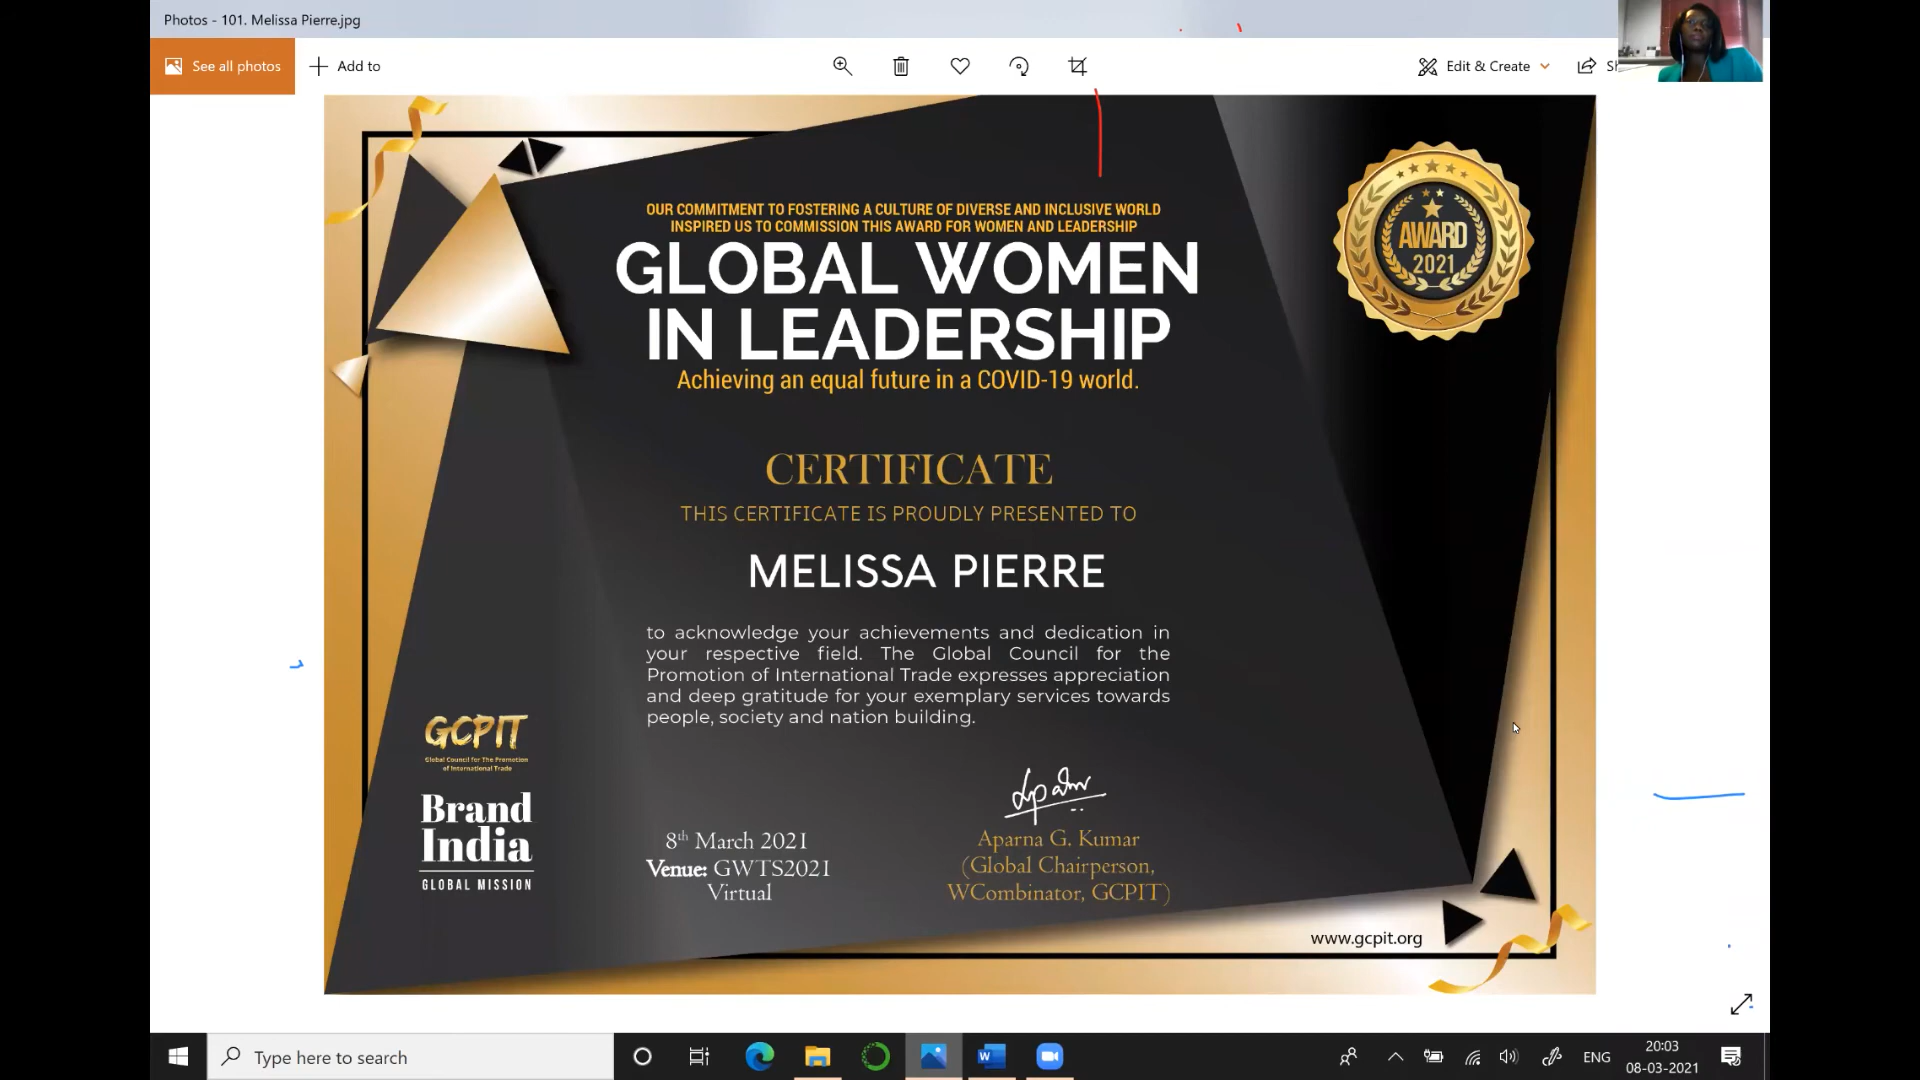 Photos - 101. Melissa Pierre.jpg
See all photos
Add to
Edit & Create
OUR COMMITMENT TO FOSTERING A CULTURE OF DIVERSE AND INCLUSIVE WORLD
INSPIRED US TO COMMISSION THIS AWARD FOR WOMEN AND LEADERSHIP
GLOBAL WOMEN
IN LEADERSHIP
Achieving an equal future in a COVID-19 world.
AWARD
2021
CERTIFICATE
THIS CERTIFICATE IS PROUDLY PRESENTED TO
MELISSA PIERRE
to acknowledge your achievements and dedication in
your respective field. The Global Council for the
Promotion of International Trade expresses appreciation
and deep gratitude for your exemplary services towards
people, society and nation building.
GCPIT
Global Council for The Promotion
of International Trade
Brand
India
GLOBAL MISSION
8th March 2021
Venue: GWTS2021
Virtual
Aparna G. Kumar
(Global Chairperson,
WCombinator, GCPIT)
www.gcpit.org
Type here to search
ENG
20:03
08-03-2021